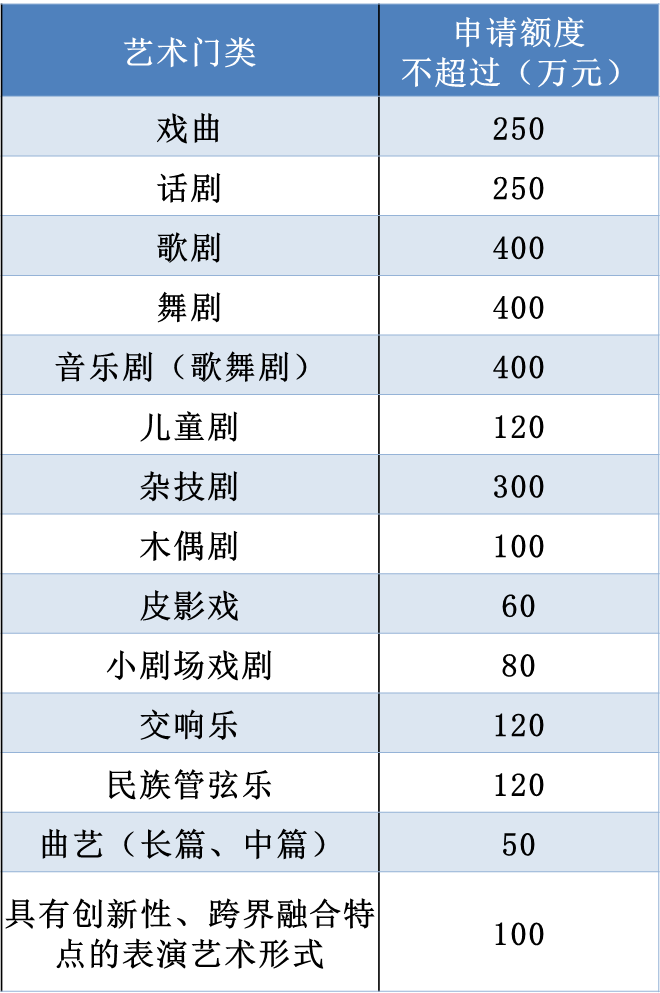 艺术门类
申请额度
不超过（万元）
戏曲
250
话剧
250
歌剧
400
舞剧
400
音乐剧（歌舞剧）
400
儿童剧
120
杂技剧
300
木偶剧
100
皮影戏
60
小剧场戏剧
80
交响乐
120
民族管弦乐
120
曲艺（长篇、中篇）
50
具有创新性、跨界融合特
点的表演艺术形式
100